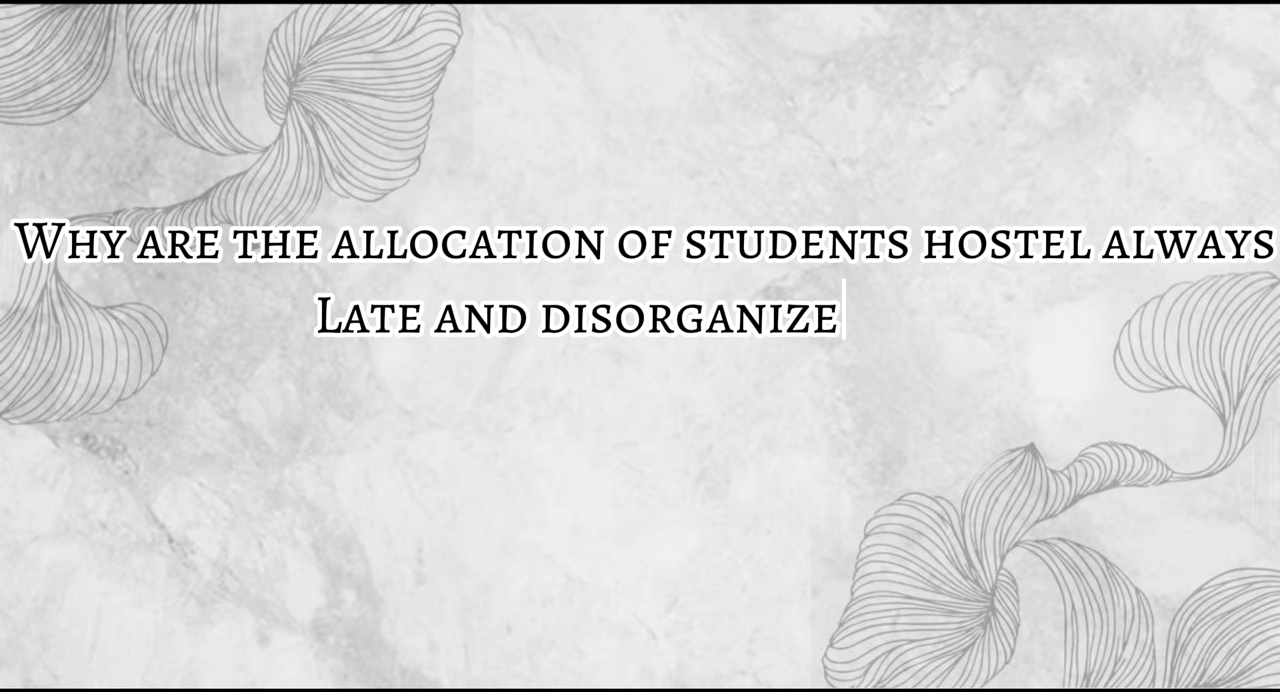 Why are the allocation of students hostel always
Late and disorganize